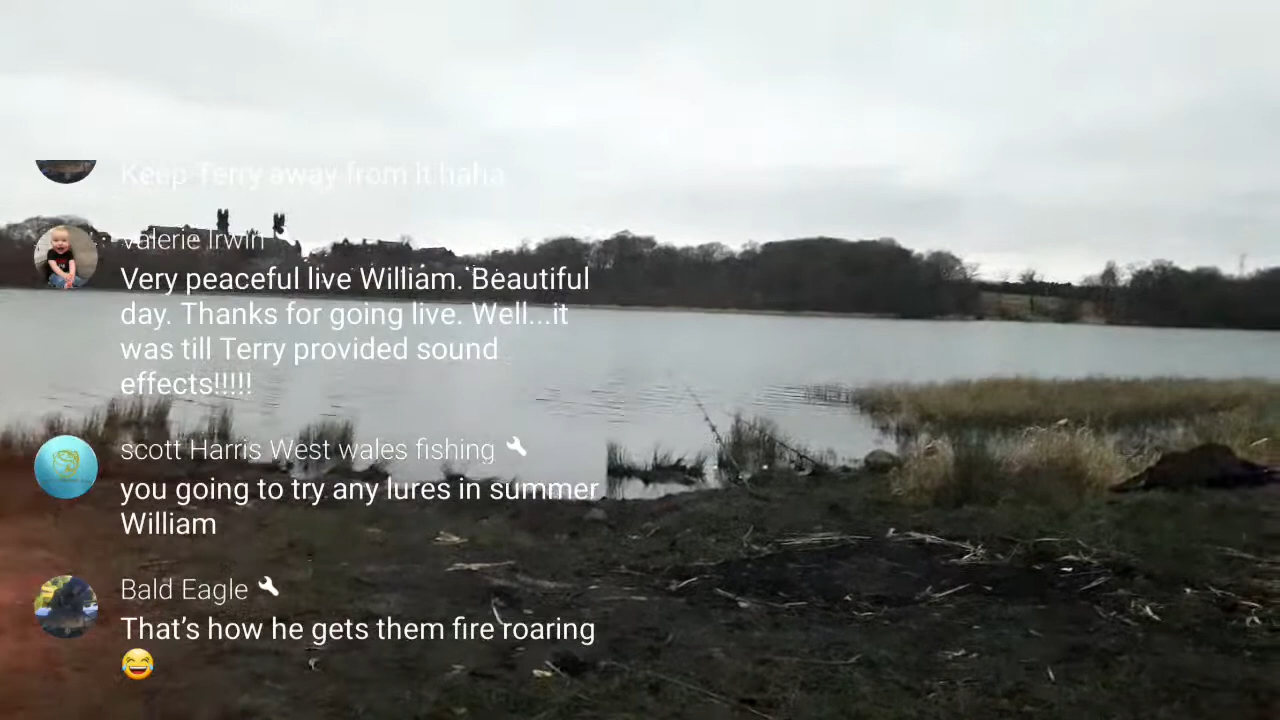 Keep Terry away from it haha
Valerie Irwin
Very peaceful live William. Beautiful
day. Thanks for going live. Well...it
was till Terry provided sound
effects!!!!!
scott Harris West wales fishing
you going to try any lures in summer
William
Bald Eagle
That's how he gets them fire roaring
😂